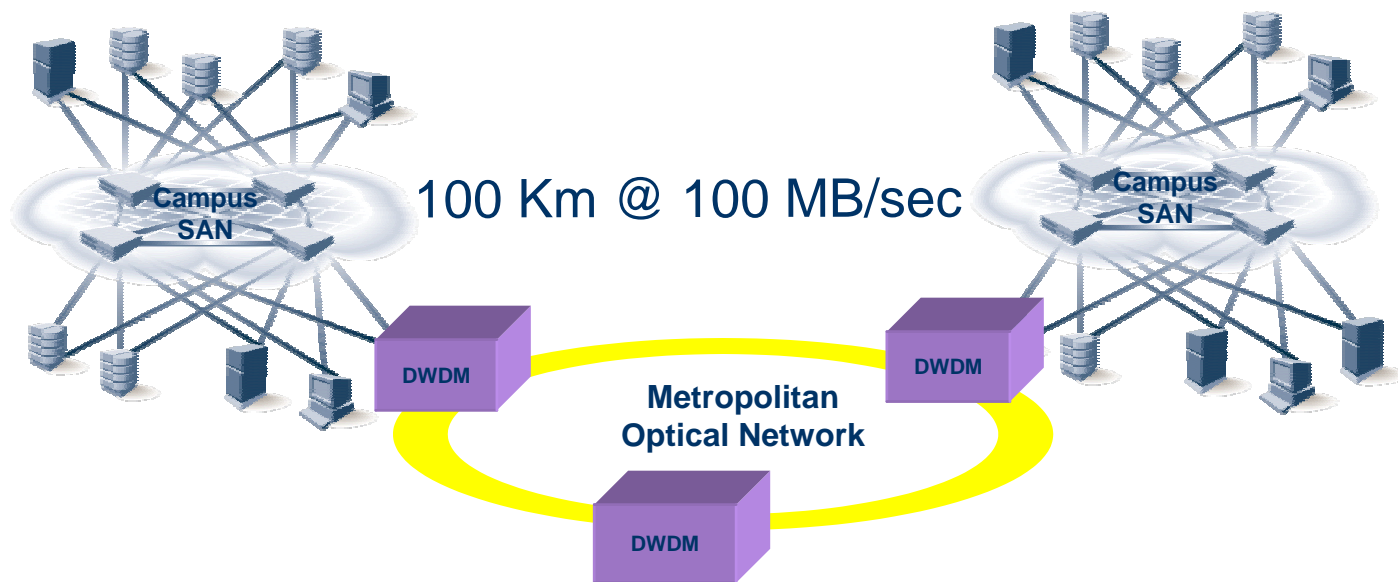 Campus
SAN
100 Km @ 100 MB/sec
Campus
SAN
DWDM
DWDM
Metropolitan
Optical Network
DWDM